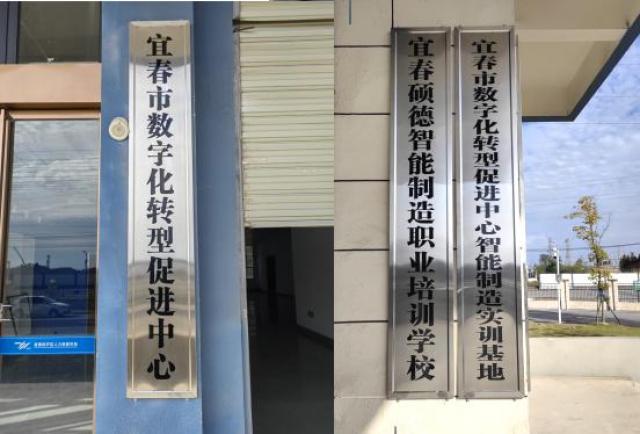 宜春市数字化转型促进中心
宜春硕德智能制造职业培训学校
宜春市数字化转型促进中心智能制造实训基地